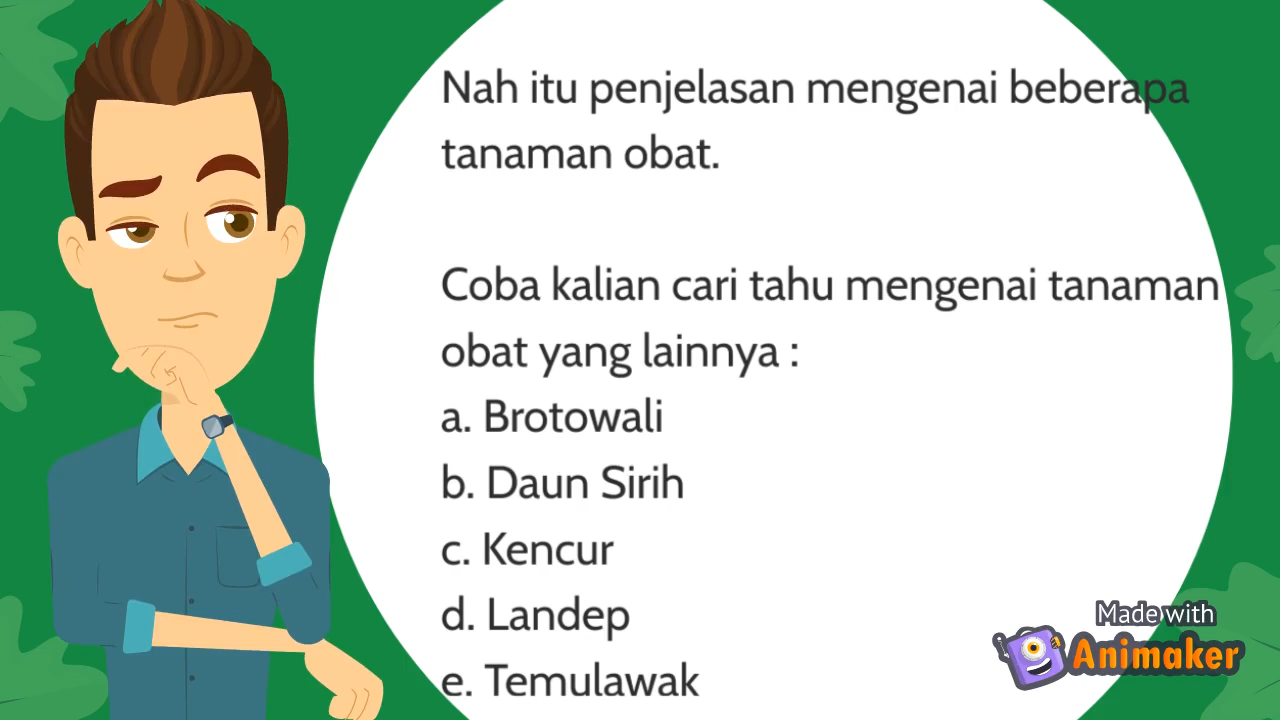 Nah itu penjelasan mengenai beberapa
tanaman obat.
Coba kalian cari tahu mengenai tanaman
obat yang lainnya :
a. Brotowali
b. Daun Sirih
c. Kencur
d. Landep
e. Temulawak
Made with
Animaker